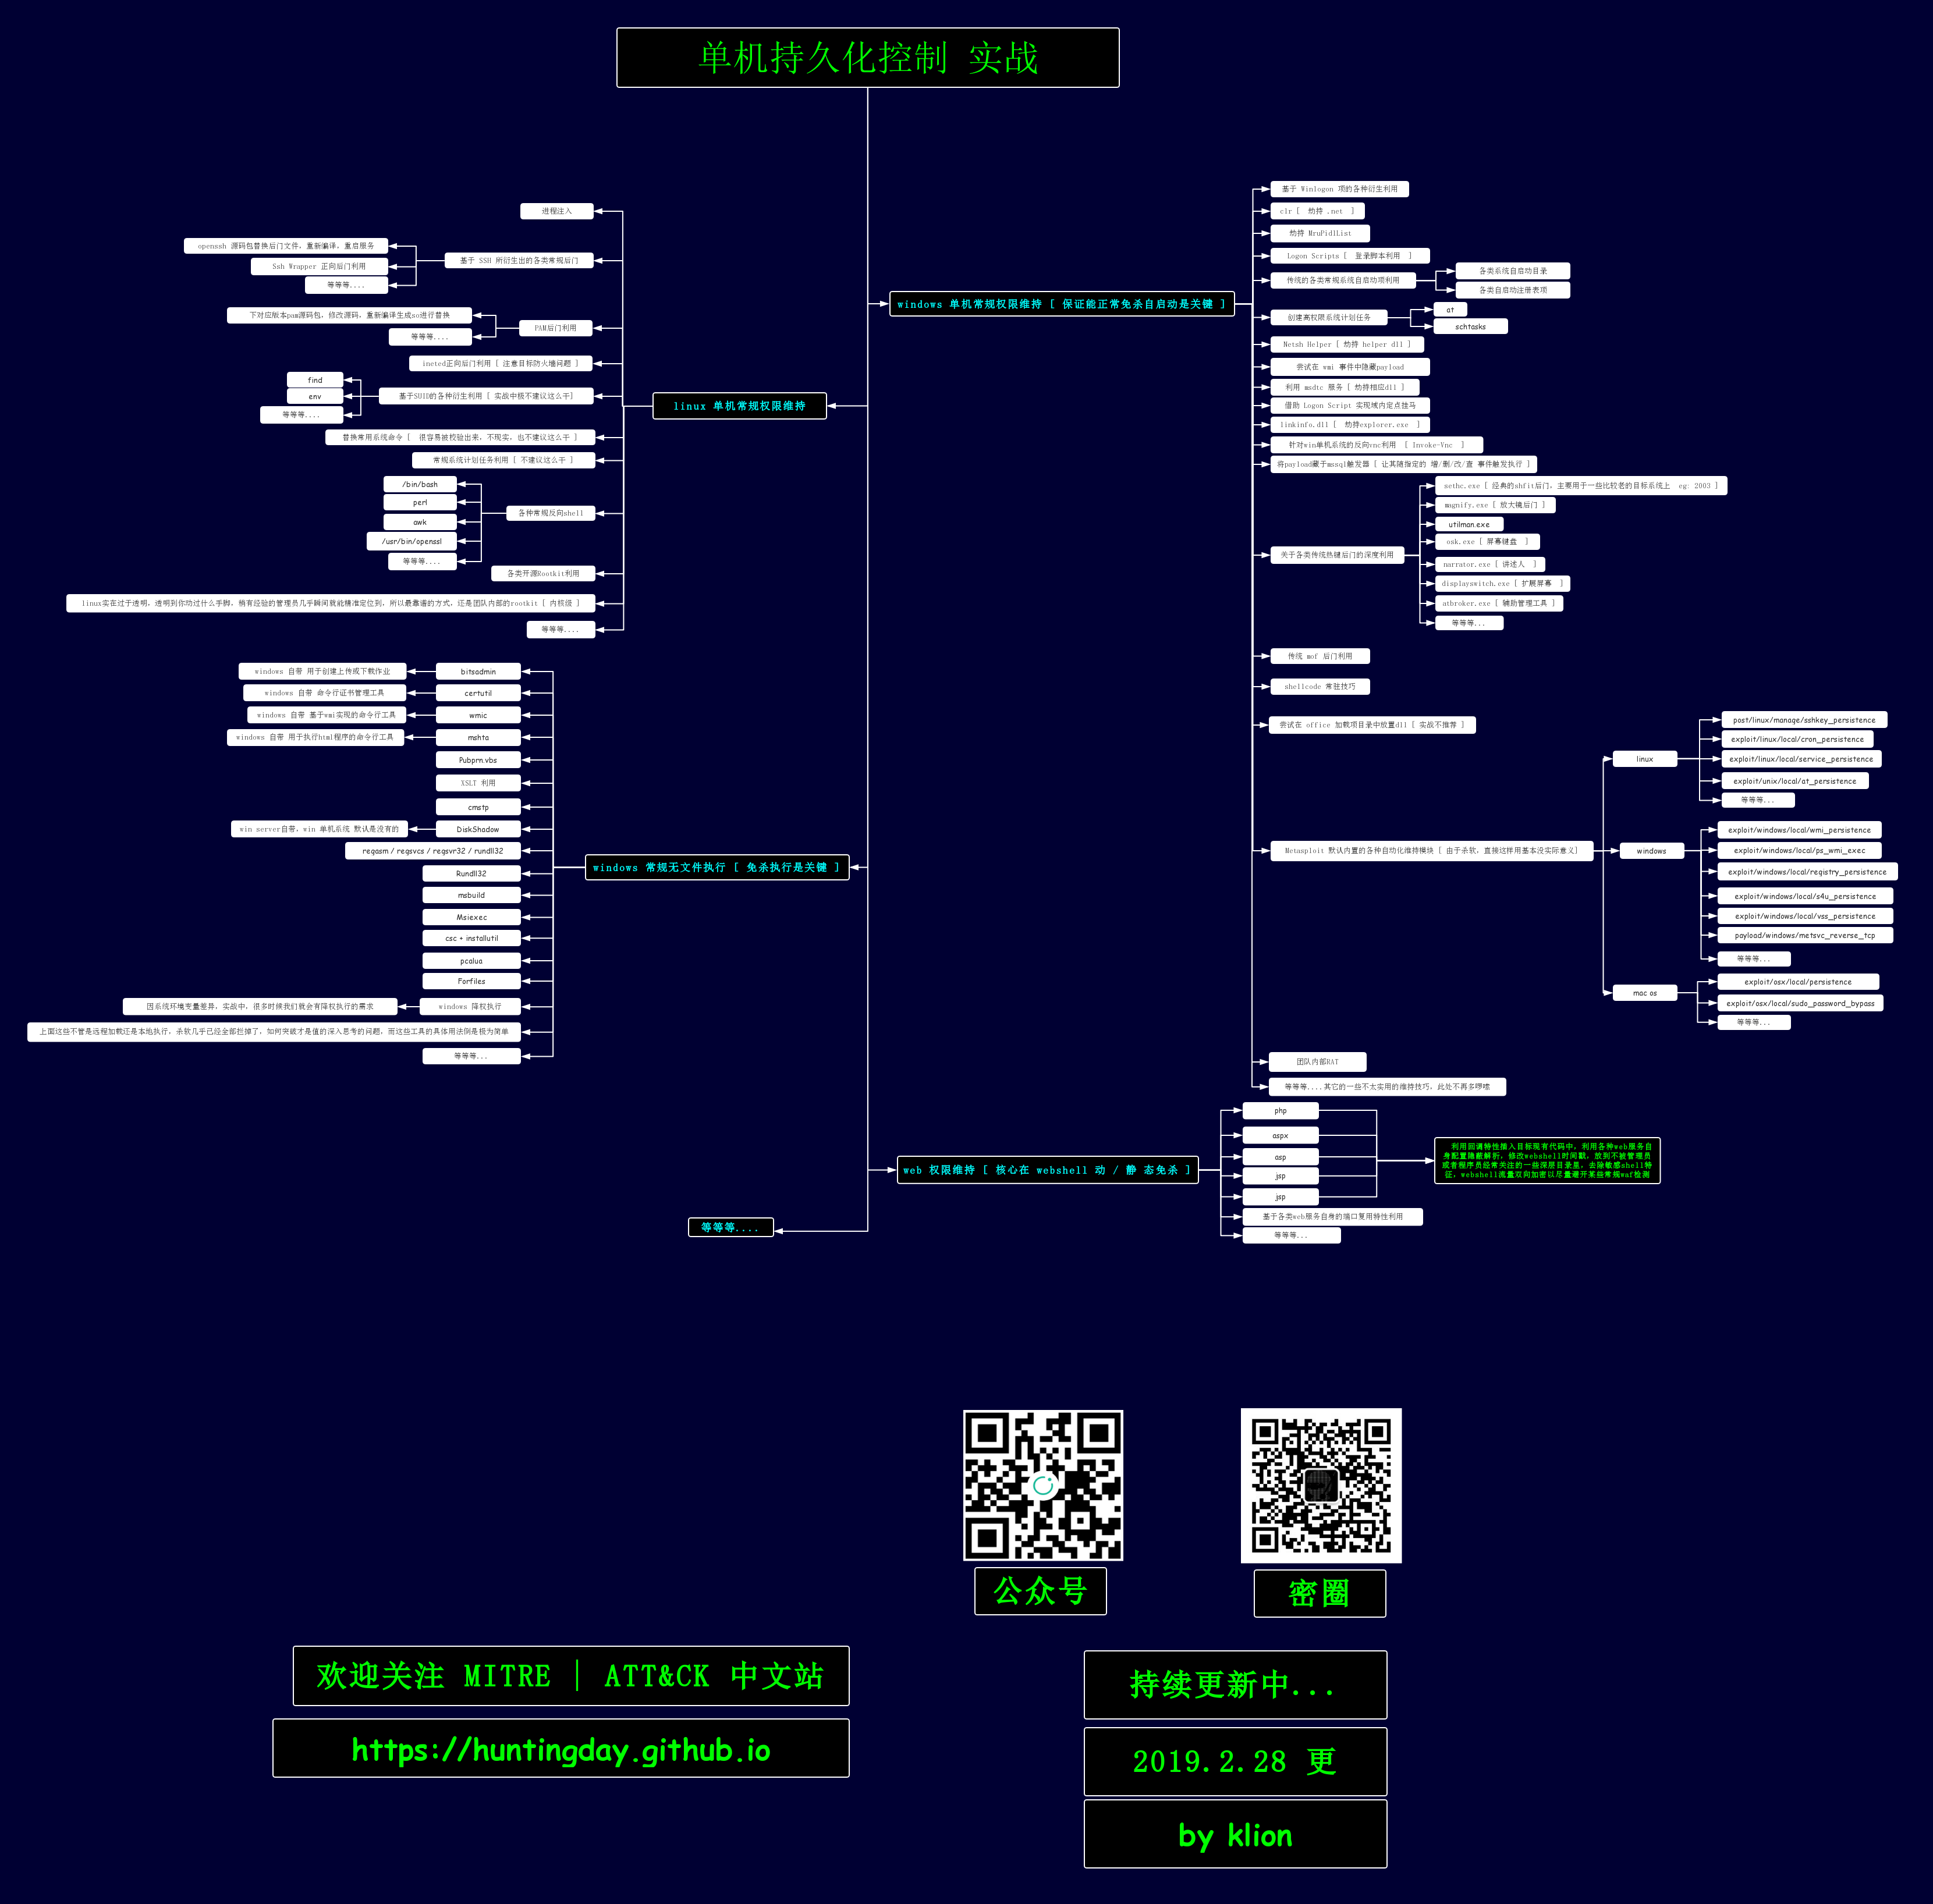 单机持久化控制 实战
进程注入
基于 SSH 所衍生出的各类常规后门
openssh 源码包替换后门文件，重新编译，重启服务
Ssh Wrapper 正向后门利用
等等等....
PAM后门利用
下对应版本pam源码包，修改源码，重新编译生成so进行替换
等等等....
ineted正向后门利用 [ 注意目标防火墙问题 ]
基于SUID的各种衍生利用 [ 实战中极不建议这么干]
find
env
等等等....
linux 单机常规权限维持
替换常用系统命令 [ 很容易被校验出来，不现实，也不建议这么干 ]
常规系统计划任务利用 [ 不建议这么干 ]
各种常规反向shell
/bin/bash
perl
awk
/usr/bin/openssl
等等等....
各类开源Rootkit利用
linux实在过于透明，透明到你动过什么手脚，稍有经验的管理员几乎瞬间就能精准定位到，所以最靠谱的方式，还是团队内部的rootkit [ 内核级 ]
等等等....
bitsadmin
windows 自带 用于创建上传或下载作业
certutil
windows 自带 命令行证书管理工具
wmic
windows 自带 基于wmi实现的命令行工具
mshta
windows 自带 用于执行html程序的命令行工具
Pubprn.vbs
XSLT 利用
cmstp
DiskShadow
win server自带，win 单机系统 默认是没有的
regasm / regsvcs / regsvr32 / rundll32
windows 常规无文件执行 [ 免杀执行是关键 ]
Rundll32
msbuild
Msiexec
csc + installutil
pcalua
Forfiles
windows 降权执行
因系统环境变量差异，实战中，很多时候我们就会有降权执行的需求
上面这些不管是远程加载还是本地执行，杀软几乎已经全部拦掉了，如何突破才是值的深入思考的问题，而这些工具的具体用法倒是极为简单
等等等...
windows 单机常规权限维持 [ 保证能正常免杀自启动是关键 ]
基于 Winlogon 项的各种衍生利用
clr [ 劫持 .net ]
劫持 MruPidlList
Logon Scripts [ 登录脚本利用 ]
传统的各类常规系统自启动项利用
各类系统自启动目录
各类自启动注册表项
创建高权限系统计划任务
at
schtasks
Netsh Helper [ 劫持 helper dll ]
尝试在 wmi 事件中隐藏payload
利用 msdtc 服务 [ 劫持相应dll ]
借助 Logon Script 实现域内定点挂马
linkinfo.dll [ 劫持explorer.exe ]
针对win单机系统的反向vnc利用 [ Invoke-Vnc ]
将payload藏于mssql触发器 [ 让其随指定的 增/删/改/查 事件触发执行 ]
关于各类传统热键后门的深度利用
sethc.exe [ 经典的shfit后门，主要用于一些比较老的目标系统上 eg: 2003 ]
magnify.exe [ 放大镜后门 ]
utilman.exe
osk.exe [ 屏幕键盘 ]
narrator.exe [ 讲述人 ]
displayswitch.exe [ 扩展屏幕 ]
atbroker.exe [ 辅助管理工具 ]
等等等...
传统 mof 后门利用
shellcode 常驻技巧
尝试在 office 加载项目录中放置dll [ 实战不推荐 ]
Metasploit 默认内置的各种自动化维持模块 [ 由于杀软，直接这样用基本没实际意义]
linux
post/linux/manage/sshkey_persistence
exploit/linux/local/cron_persistence
exploit/linux/local/service_persistence
exploit/unix/local/at_persistence
等等等...
windows
exploit/windows/local/wmi_persistence
exploit/windows/local/ps_wmi_exec
exploit/windows/local/registry_persistence
exploit/windows/local/s4u_persistence
exploit/windows/local/vss_persistence
payload/windows/metsvc_reverse_tcp
等等等...
mac os
exploit/osx/local/persistence
exploit/osx/local/sudo_password_bypass
等等等...
团队内部RAT
等等等....其它的一些不太实用的维持技巧，此处不再多啰嗦
web 权限维持 [ 核心在 webshell 动 / 静 态免杀 ]
php
aspx
asp
jsp
jsp
基于各类web服务自身的端口复用特性利用
等等等...
利用回调特性插入目标现有代码中，利用各种web服务自
身配置隐蔽解析，修改webshell时间戳，放到不被管理员
或者程序员经常关注的一些深层目录里，去除敏感shell特
征，webshell流量双向加密以尽量避开某些常规waf检测
等等等....
公众号
密圈
欢迎关注 MITRE | ATT&CK 中文站
https://huntingday.github.io
持续更新中...
2019.2.28 更
by klion